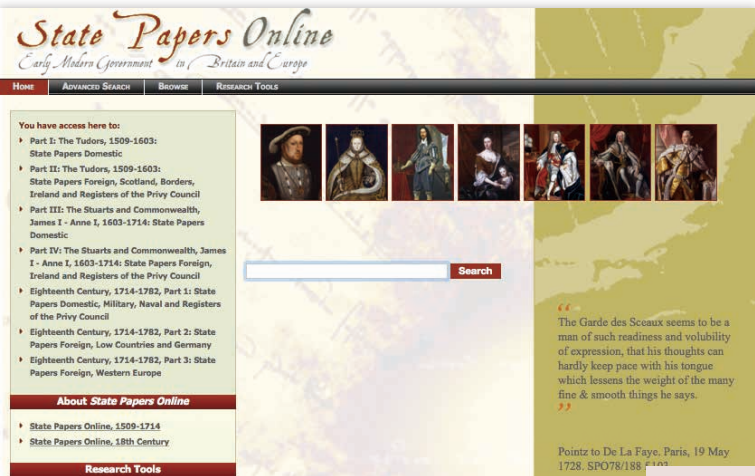 State Papers Online
Early Modern Government in Britain and Europe
HOME ADVANCED SEARCH BROWSE RESEARCH TOOLS
You have access here to:
Part I: The Tudors, 1509-1603:
State Papers Domestic
Part II: The Tudors, 1509-1603:
State Papers Foreign, Scotland, Borders,
Ireland and Registers of the Privy Council
Part III: The Stuarts and Commonwealth,
James I - Anne I, 1603-1714: State Papers
Domestic
Part IV: The Stuarts and Commonwealth, James
I - Anne I, 1603-1714: State Papers Foreign,
Ireland and Registers of the Privy Council
Eighteenth Century, 1714-1782, Part 1: State
Papers Domestic, Military, Naval and Registers
of the Privy Council
Eighteenth Century, 1714-1782, Part 2: State
Papers Foreign, Low Countries and Germany
Eighteenth Century, 1714-1782, Part 3: State
Papers Foreign, Western Europe
About State Papers Online
State Papers Online, 1509-1714
State Papers Online, 18th Century
Research Tools
Search
“
The Garde des Sceaux seems to be a
man of such readiness and volubility
of expression, that his thoughts can
hardly keep pace with his tongue
which lessens the weight of the many
fine & smooth things he says.
”
Pointz to De La Faye. Paris, 19 May
1728. SPO78/188